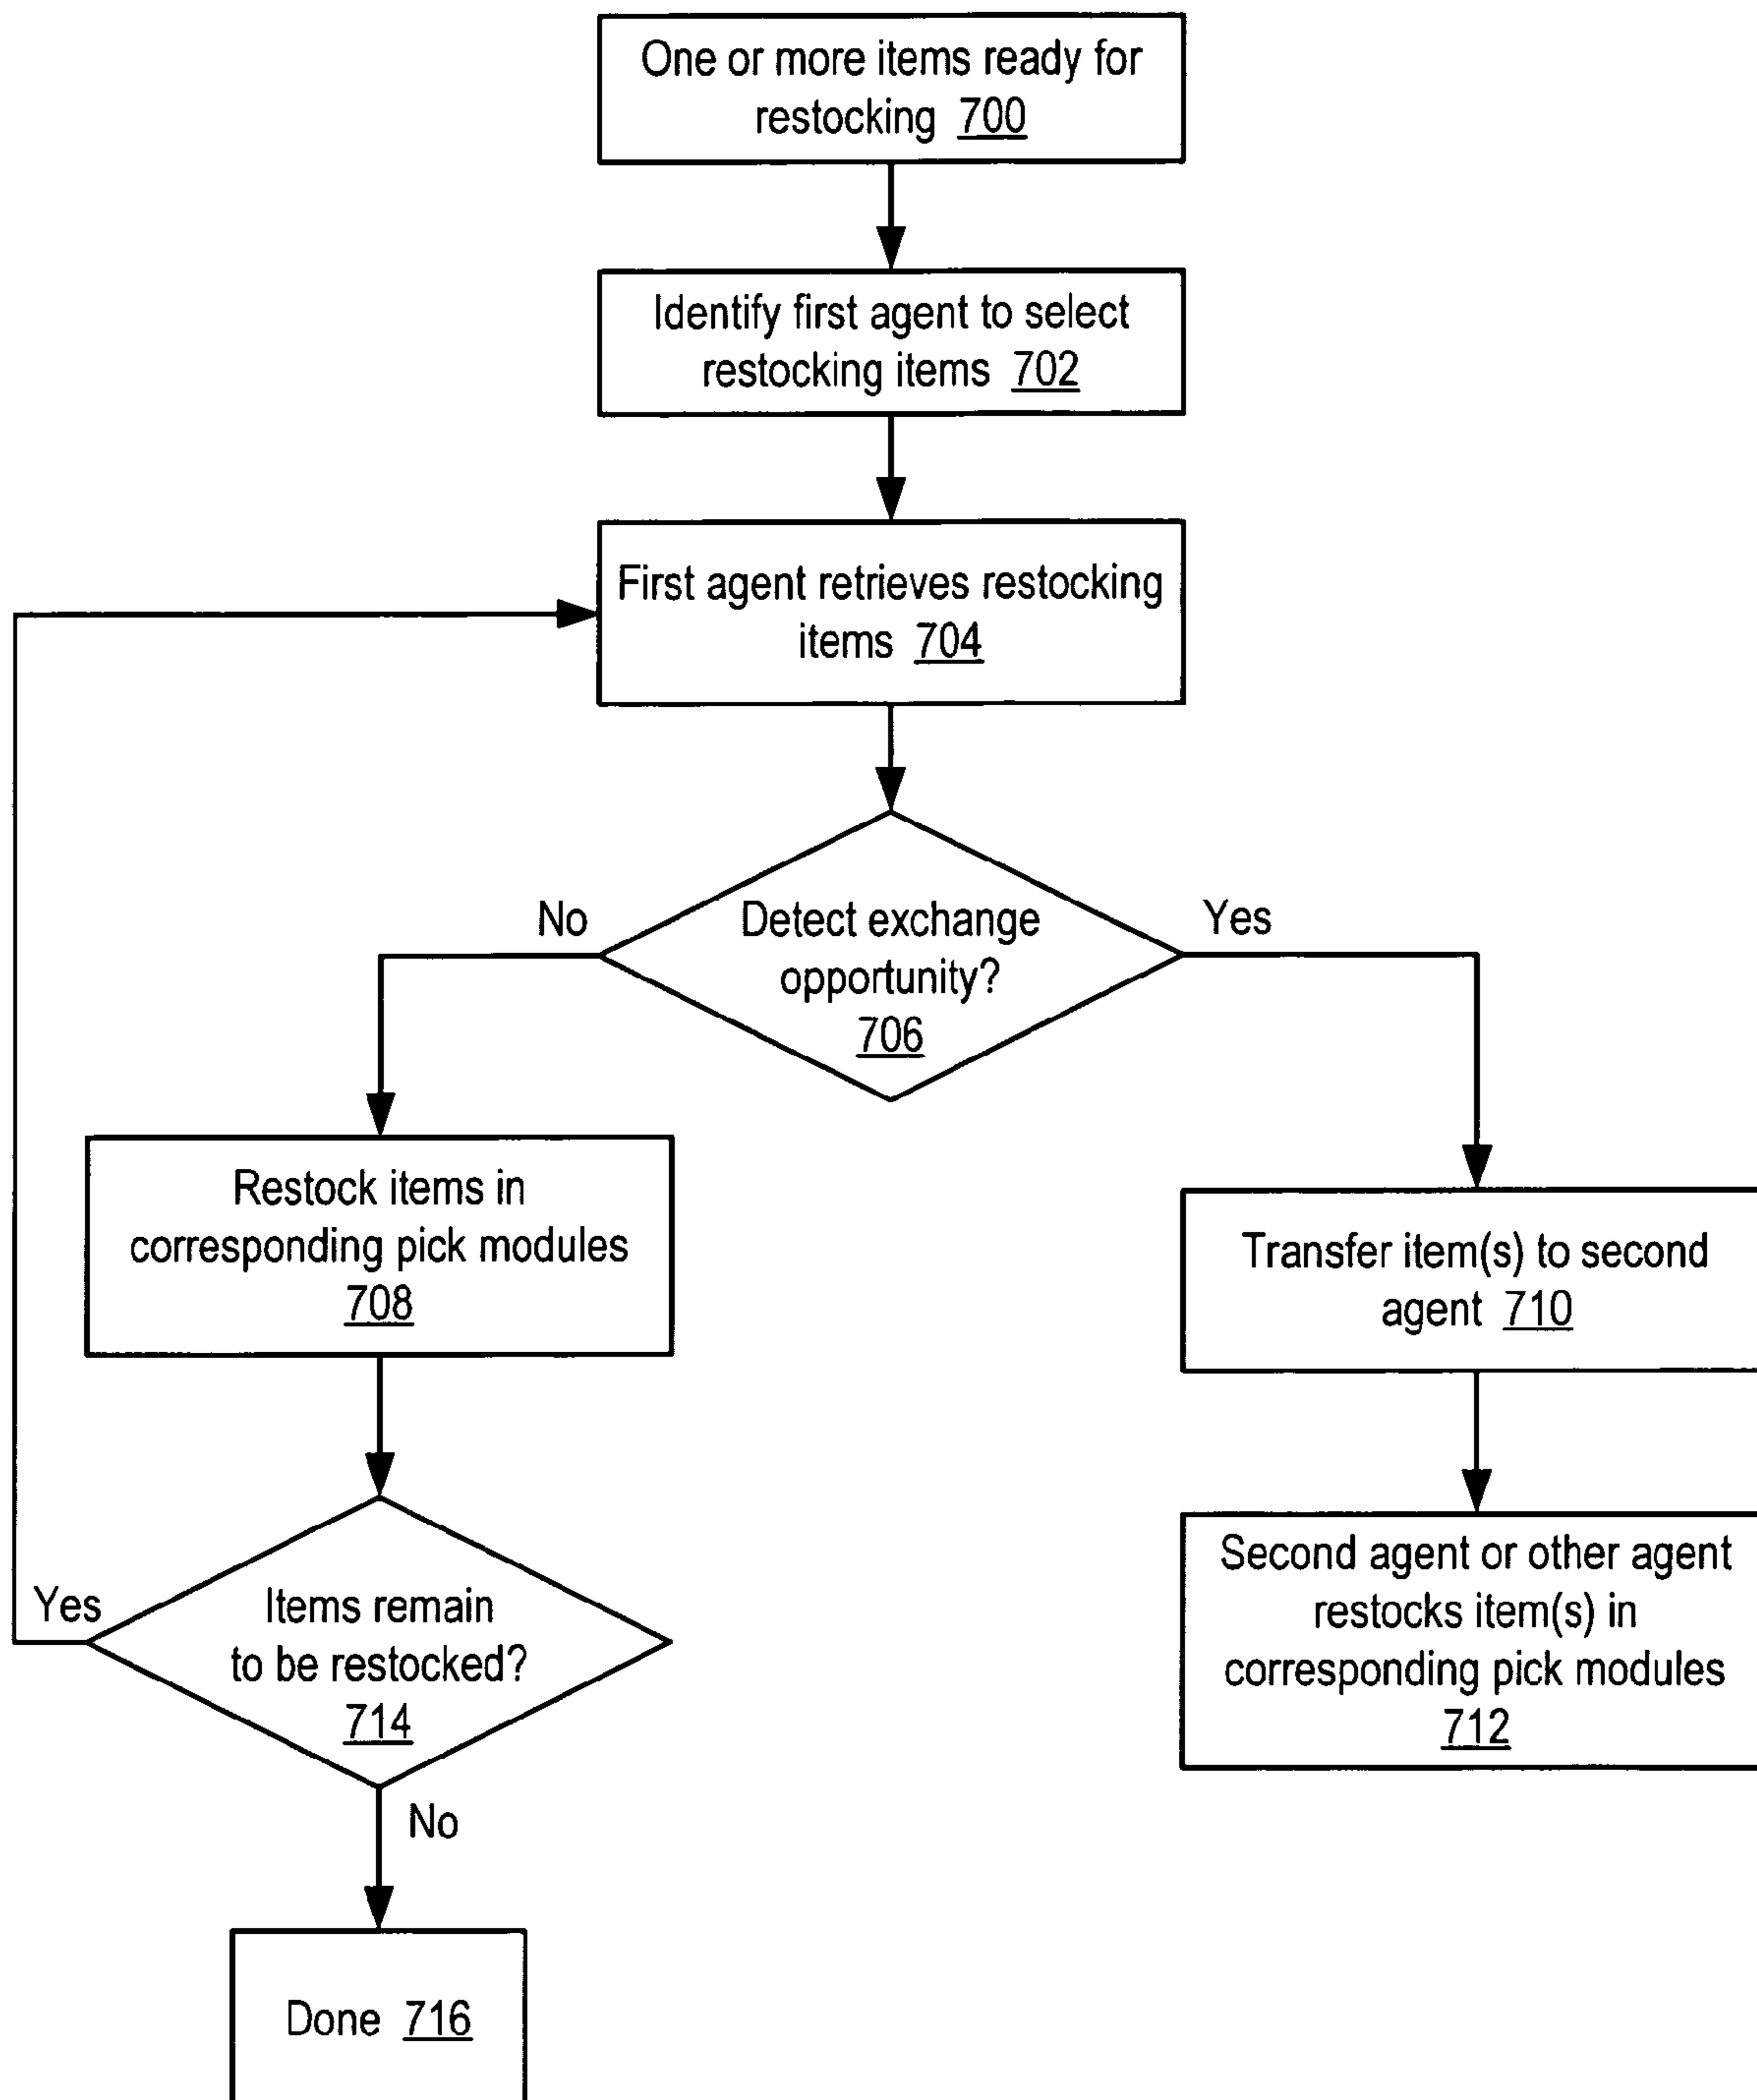 One or more items ready for
restocking 700
Identify first agent to select
restocking items 702
First agent retrieves restocking
items 704
No
Detect exchange
opportunity?
706
Yes
Restock items in
corresponding pick modules
708
Transfer item(s) to second
agent 710
Second agent or other agent
restocks item(s) in
corresponding pick modules
712
Yes
Items remain
to be restocked?
714
No
Done 716